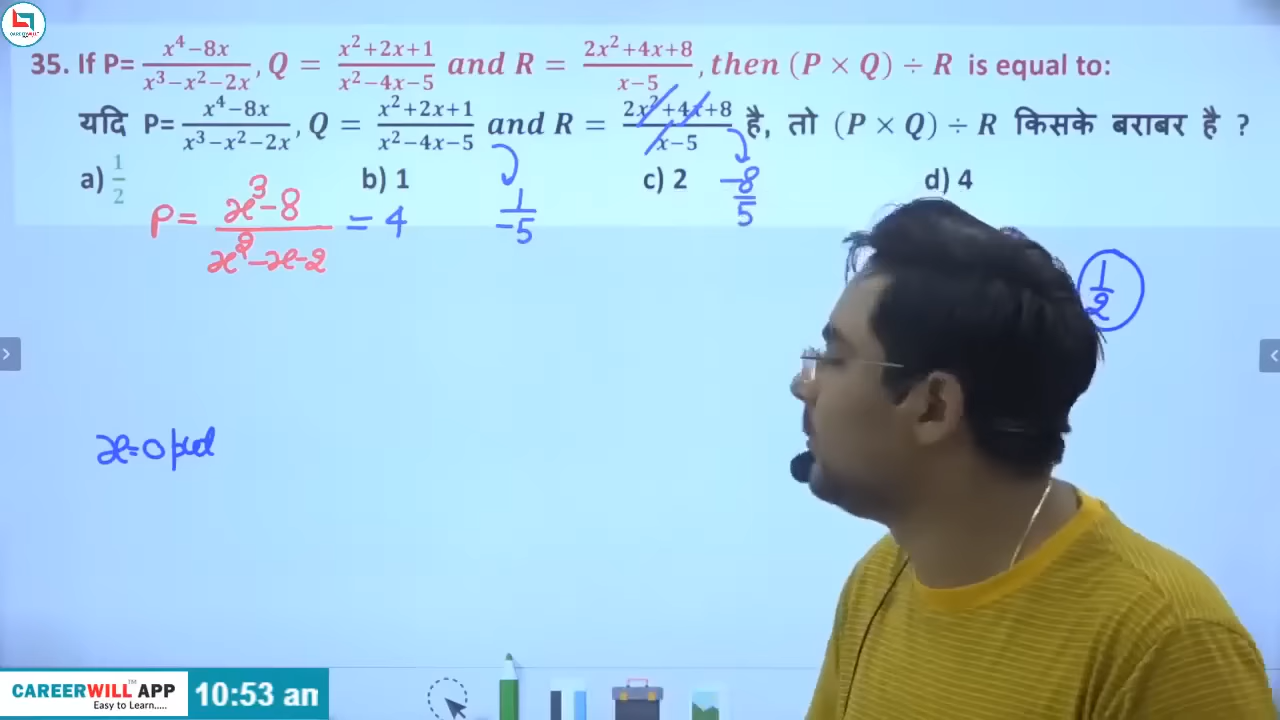 35. If P= x⁴−8x / x³−x²−2x, Q = x²+2x+1 / x²−4x−5 and R = 2x²+4x+8 / x−5, then (P × Q) ÷ R is equal to:
यदि P= x⁴−8x / x³−x²−2x, Q = x²+2x+1 / x²−4x−5 and R = 2x²+4x+8 / x−5 है, तो (P × Q) ÷ R किसके बराबर है ?
a) 1/2 b) 1 c) 2 d) 4
P = x³−8 / x²−x−2 = 4
1/−5
−8/5
1/2
x=0 put
CAREERWILL APP
Easy to Learn.....
10:53 am
CAREERWILL